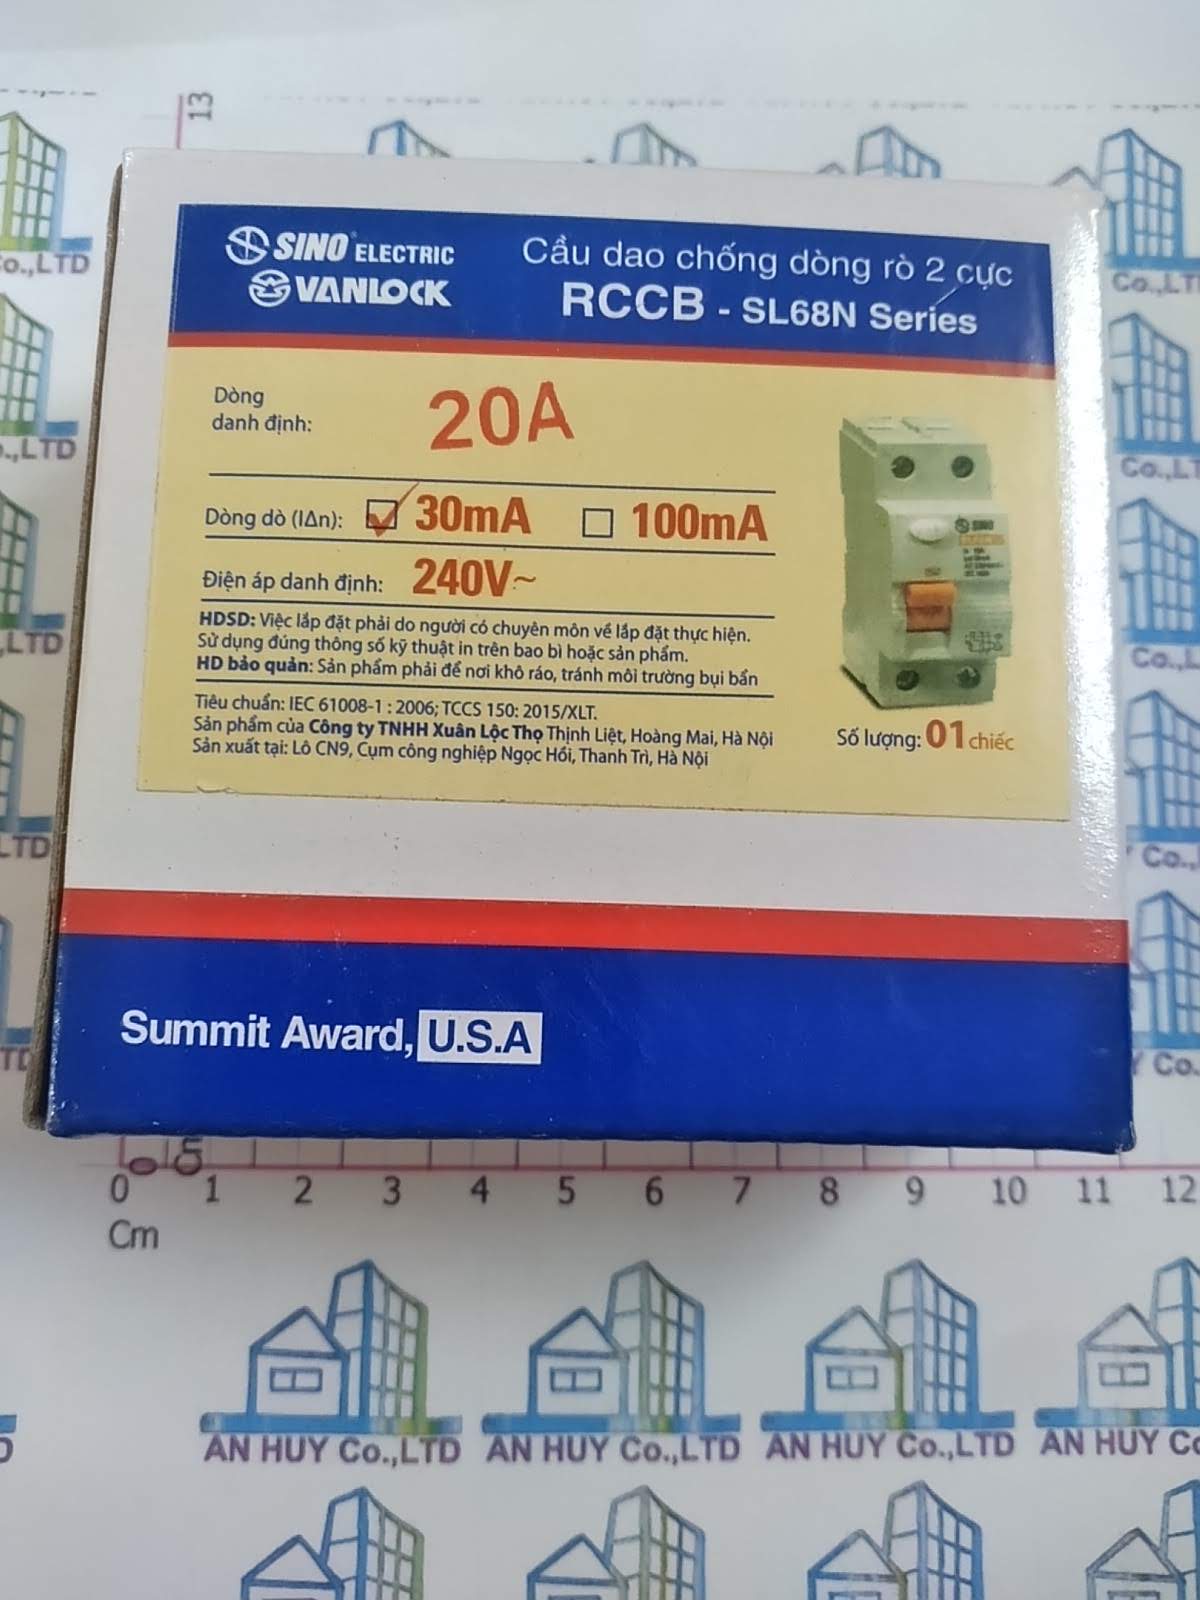 13
SINO® ELECTRIC
VANLOCK
Cầu dao chống dòng rò 2 cực
RCCB - SL68N Series
Dòng
danh định:
20A
Dòng dò (IΔn):
30mA
100mA
Điện áp danh định: 240V~
HDSD: Việc lắp đặt phải do người có chuyên môn về lắp đặt thực hiện.
Sử dụng đúng thông số kỹ thuật in trên bao bì hoặc sản phẩm.
HD bảo quản: Sản phẩm phải để nơi khô ráo, tránh môi trường bụi bẩn
Tiêu chuẩn: IEC 61008-1 : 2006; TCCS 150: 2015/XLT.
Sản phẩm của Công ty TNHH Xuân Lộc Thọ Thịnh Liệt, Hoàng Mai, Hà Nội
Sản xuất tại: Lô CN9, Cụm công nghiệp Ngọc Hồi, Thanh Trì, Hà Nội
SINO
Số lượng: 01 chiếc
Summit Award, U.S.A
0 1 2 3 4 5 6 7 8 9 10 11 12
Cm
AN HUY Co.,LTD AN HUY Co.,LTD AN HUY Co.,LTD AN HUY Co